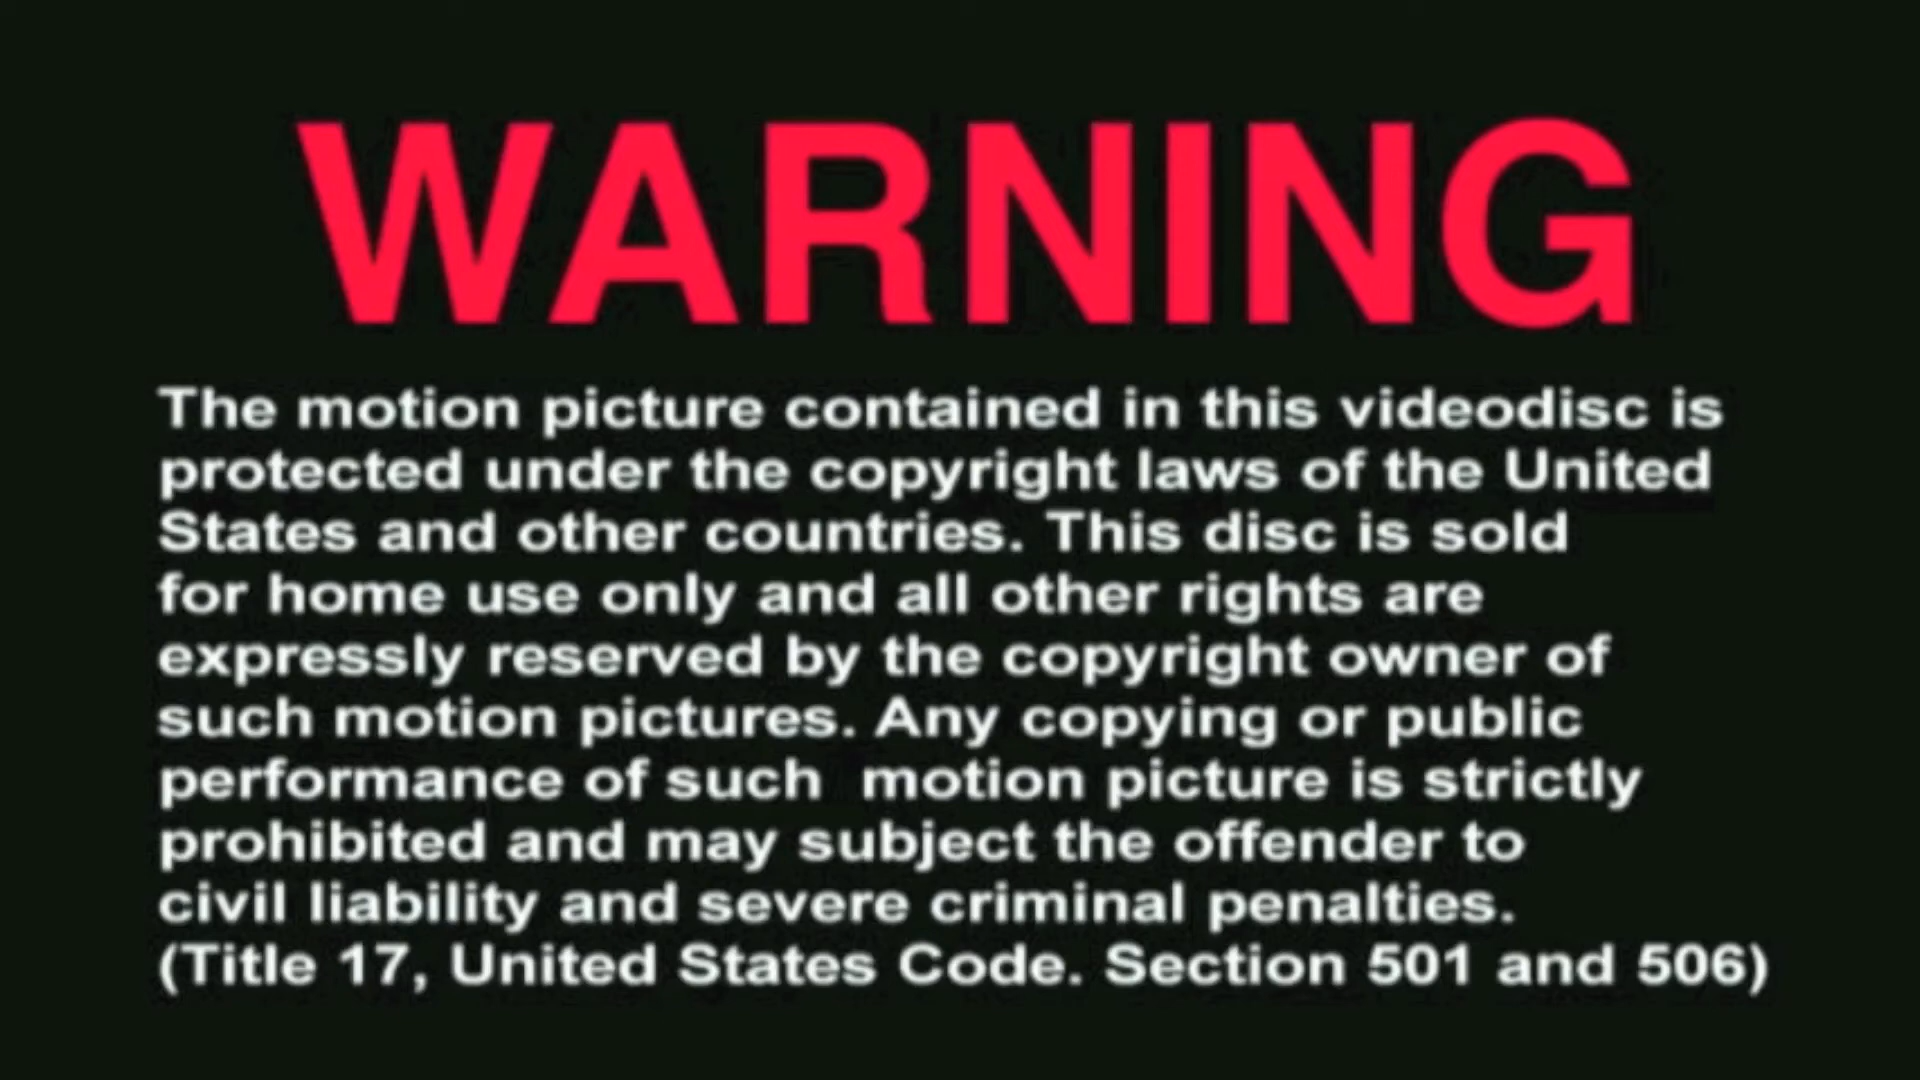 WARNING
The motion picture contained in this videodisc is
protected under the copyright laws of the United
States and other countries. This disc is sold
for home use only and all other rights are
expressly reserved by the copyright owner of
such motion pictures. Any copying or public
performance of such  motion picture is strictly
prohibited and may subject the offender to
civil liability and severe criminal penalties.
(Title 17, United States Code. Section 501 and 506)